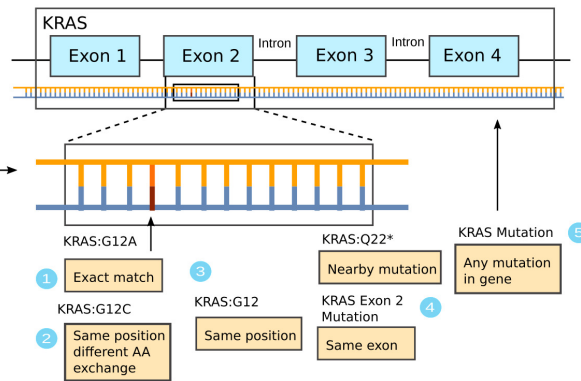 KRAS
Exon 1
Exon 2
Intron
Exon 3
Intron
Exon 4
KRAS:G12A
1
Exact match
KRAS:G12C
2
Same position
different AA
exchange
3
KRAS:G12
Same position
KRAS:Q22*
Nearby mutation
KRAS Exon 2
Mutation
4
Same exon
KRAS Mutation
5
Any mutation
in gene